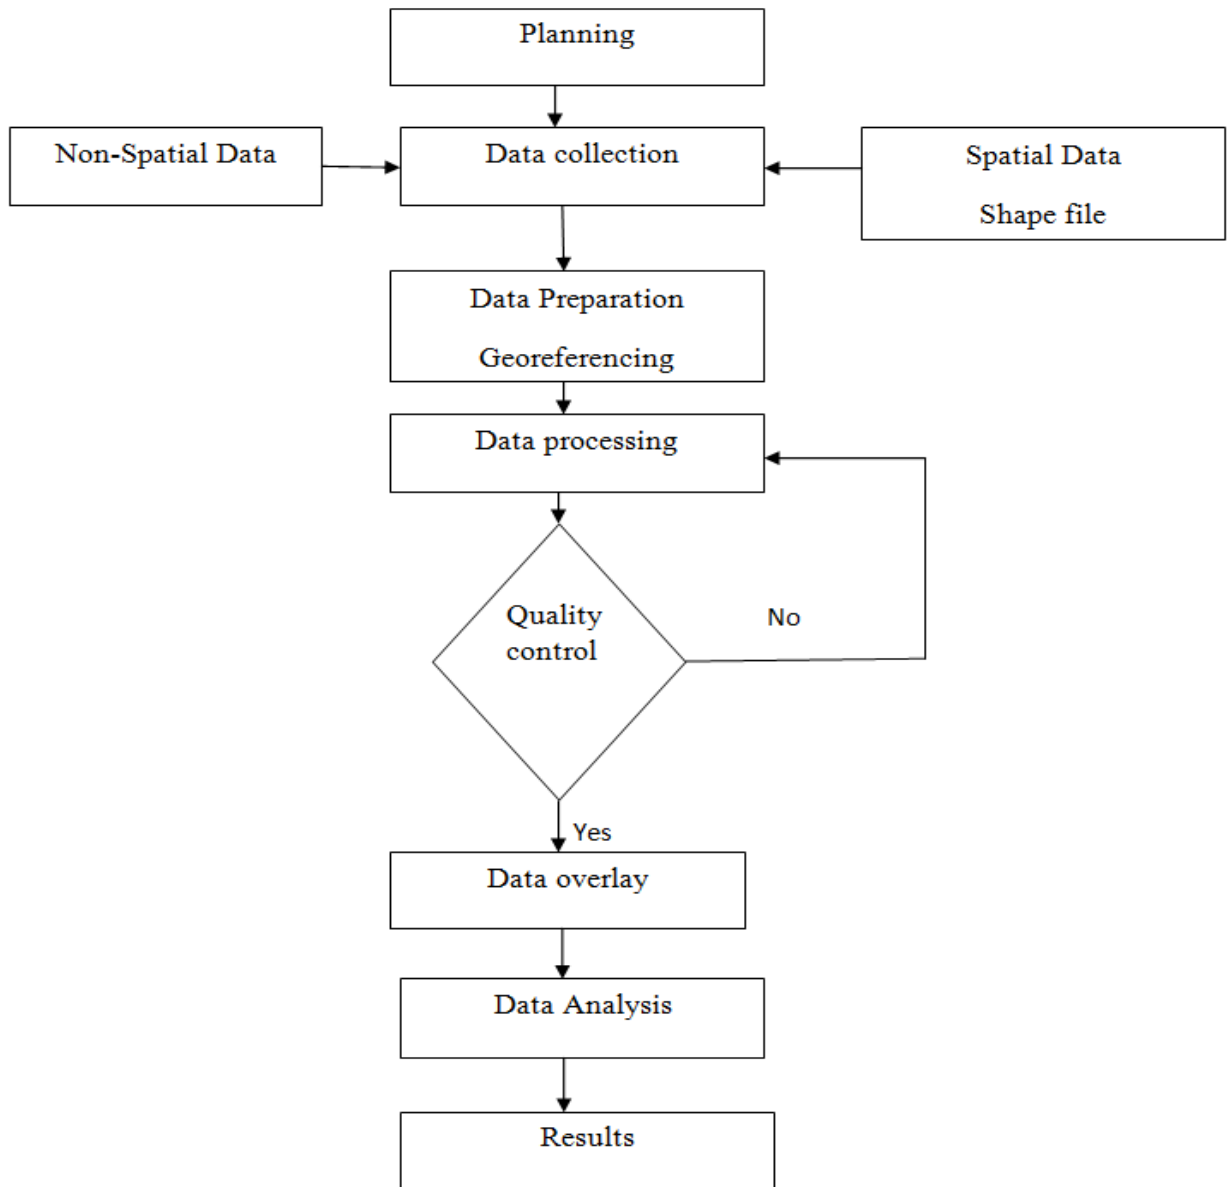 Planning
Non-Spatial Data
Data collection
Spatial Data
Shape file
Data Preparation
Georeferencing
Data processing
Quality
control
No
Yes
Data overlay
Data Analysis
Results